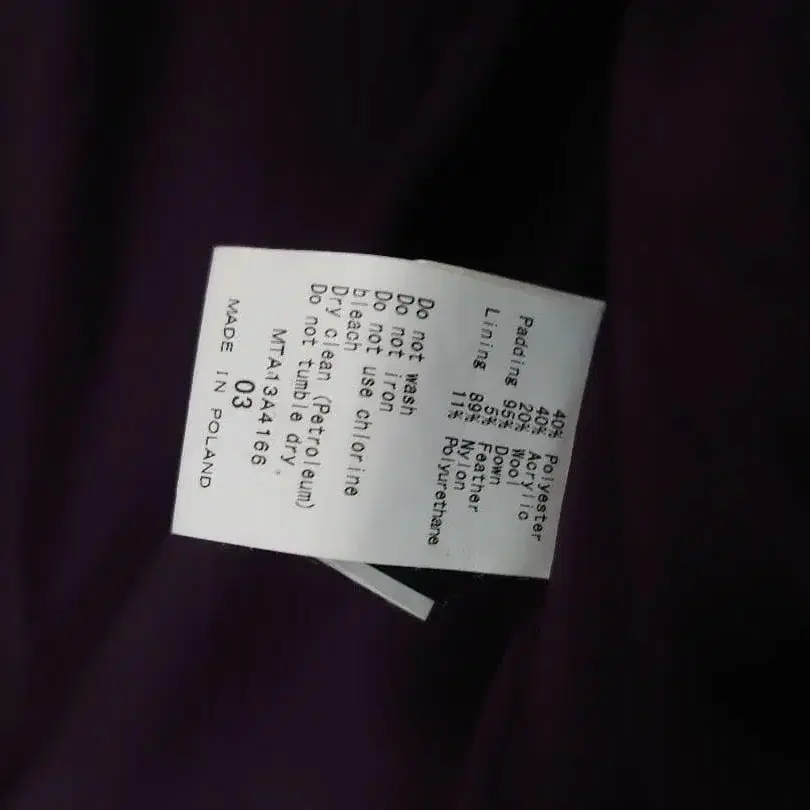 40% Polyester
40% Acrylic
20% Wool
Padding 95% Down
5% Feather
Lining 89% Nylon
11% Polyurethane
Do not wash
Do not iron
Do not use chlorine
bleach
Dry clean (Petroleum)
Do not tumble dry.
MTA13A4166
03
MADE IN POLAND